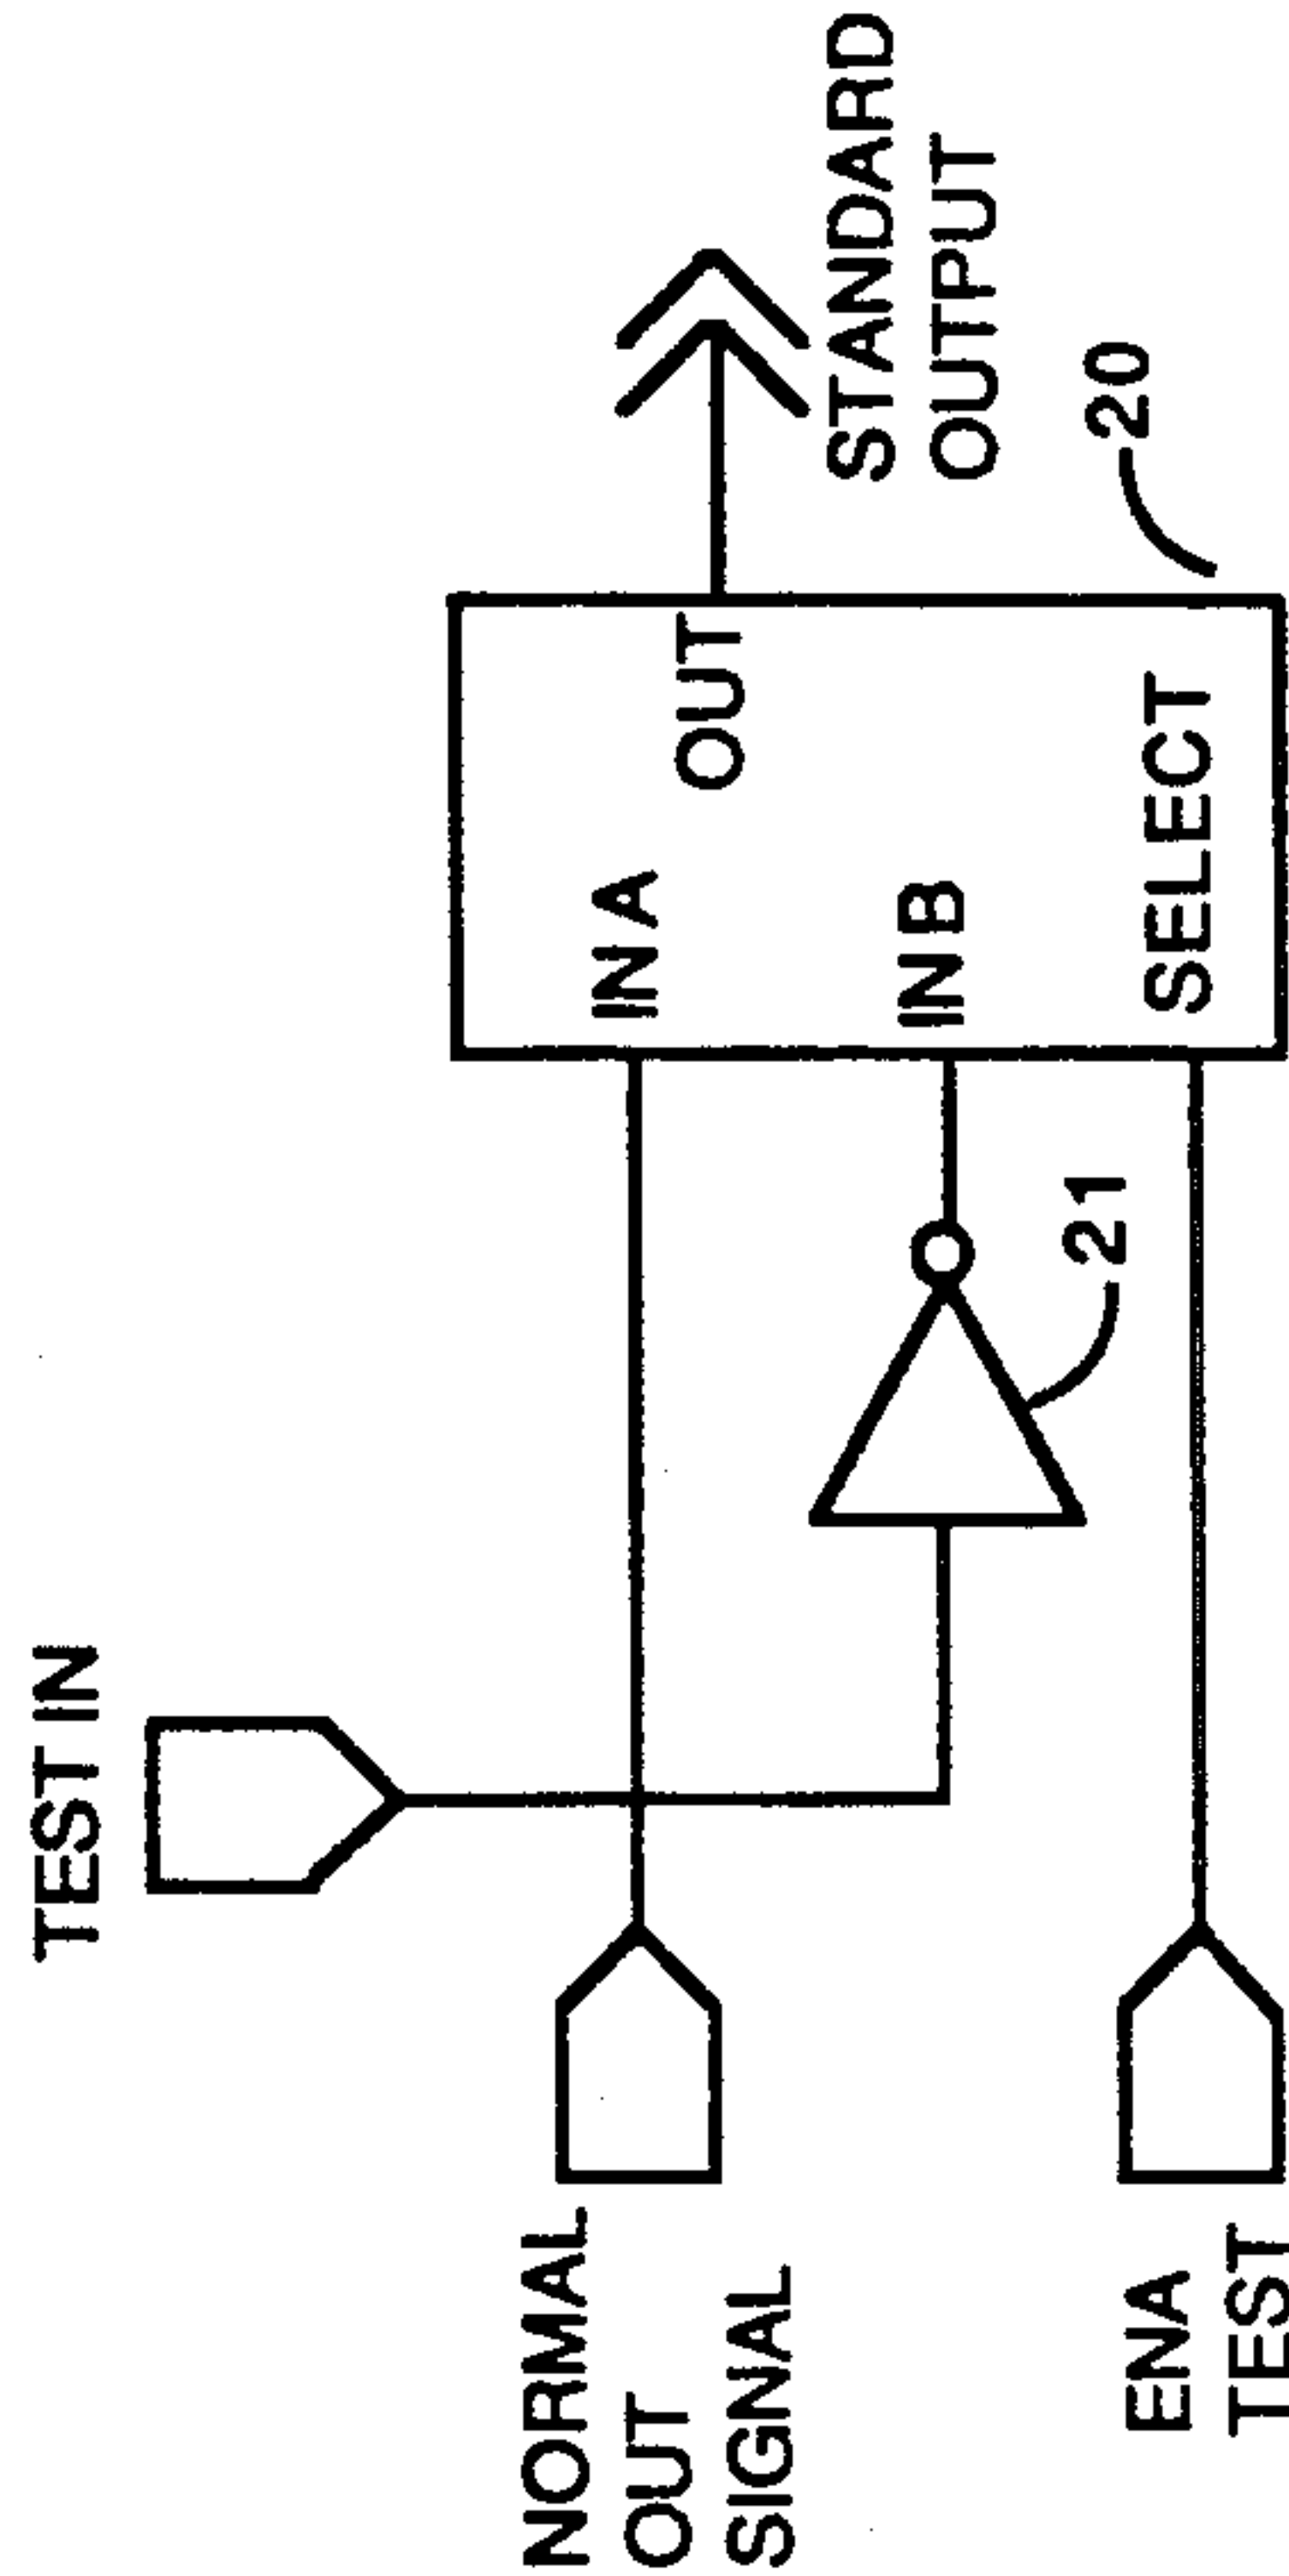 TEST IN
NORMAL
OUT
SIGNAL
IN A
OUT
STANDARD
OUTPUT
IN B
21
20
SELECT
ENA
TEST